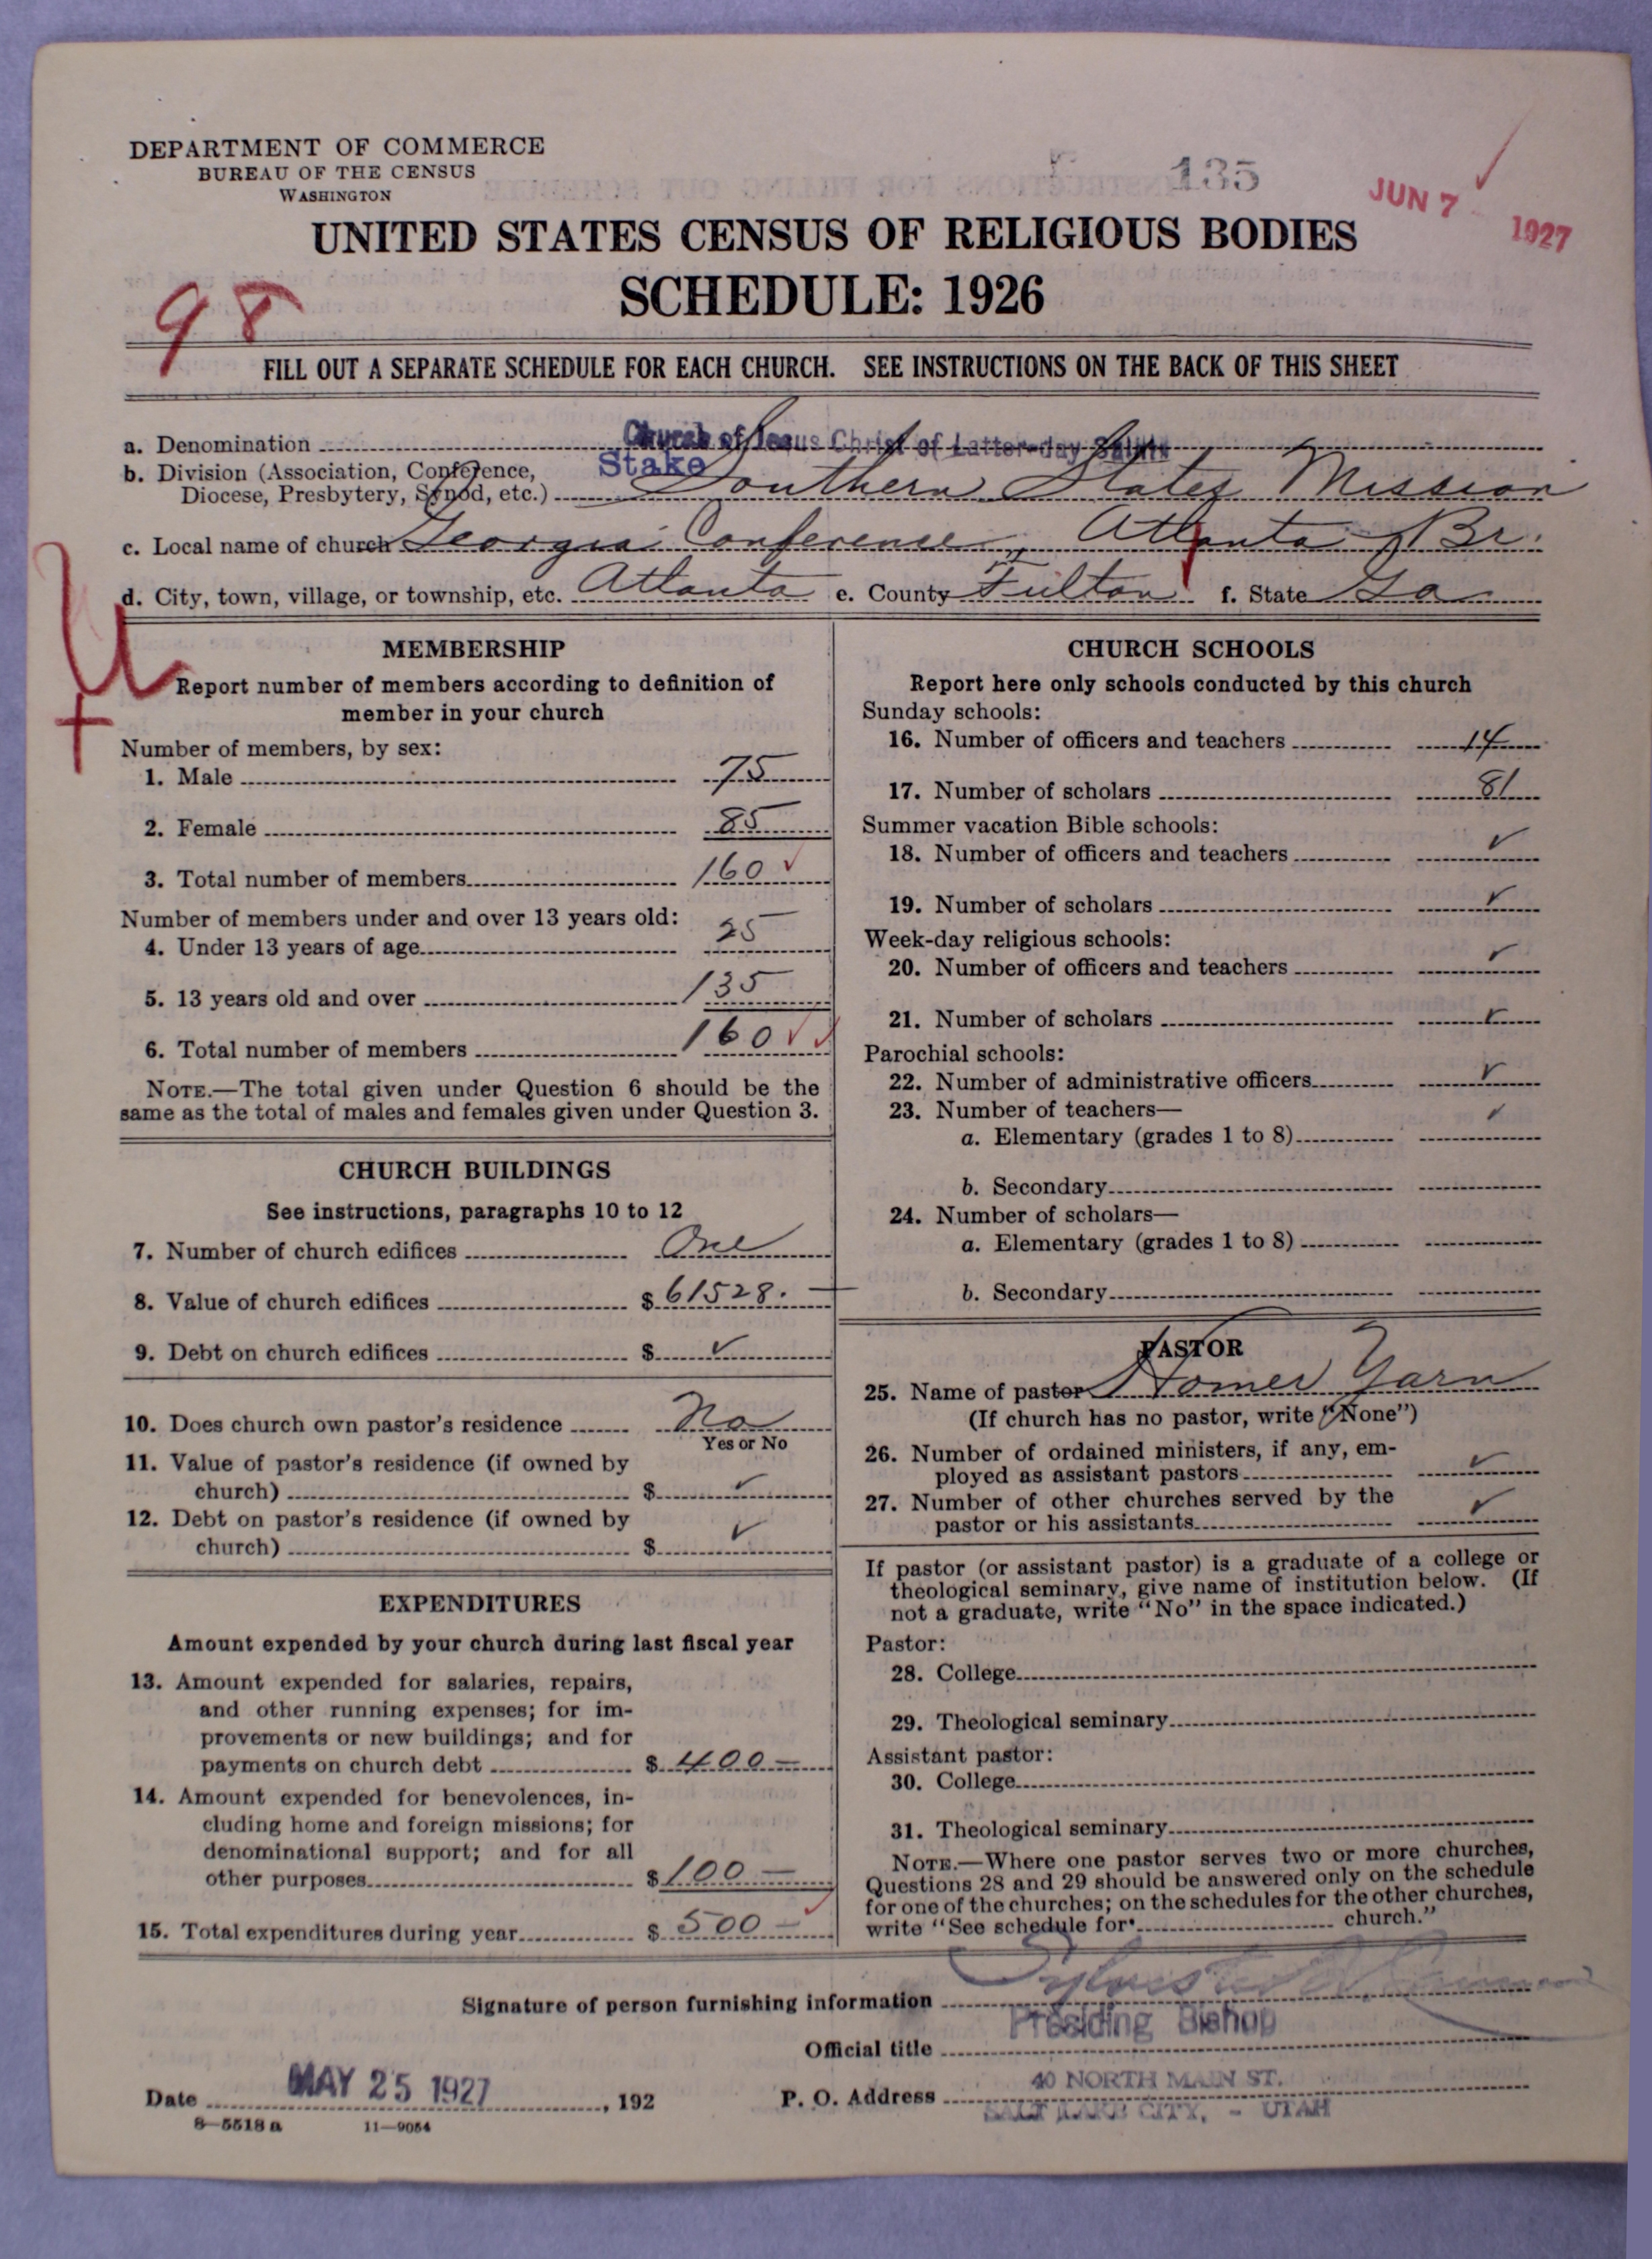 DEPARTMENT OF COMMERCE
BUREAU OF THE CENSUS
WASHINGTON
135
JUN 7 1927
UNITED STATES CENSUS OF RELIGIOUS BODIES
SCHEDULE: 1926
98
FILL OUT A SEPARATE SCHEDULE FOR EACH CHURCH. SEE INSTRUCTIONS ON THE BACK OF THIS SHEET
a. Denomination Church of Jesus Christ of Latter-day Saints
b. Division (Association, Conference, Stake
Diocese, Presbytery, Synod, etc.) Southern States Mission
c. Local name of church Georgia Conference, Atlanta Br.
d. City, town, village, or township, etc. Atlanta e. County Fulton f. State Ga
MEMBERSHIP
Report number of members according to definition of
member in your church
Number of members, by sex:
1. Male 75
2. Female 85
3. Total number of members 160 ✓
Number of members under and over 13 years old:
4. Under 13 years of age 25
5. 13 years old and over 135
6. Total number of members 160 ✓✓
NOTE.—The total given under Question 6 should be the
same as the total of males and females given under Question 3.
CHURCH BUILDINGS
See instructions, paragraphs 10 to 12
7. Number of church edifices One
8. Value of church edifices $ 61528. —
9. Debt on church edifices $ ✓
10. Does church own pastor's residence No
Yes or No
11. Value of pastor's residence (if owned by
church) $ ✓
12. Debt on pastor's residence (if owned by
church) $ ✓
EXPENDITURES
Amount expended by your church during last fiscal year
13. Amount expended for salaries, repairs,
and other running expenses; for im-
provements or new buildings; and for
payments on church debt $ 400 —
14. Amount expended for benevolences, in-
cluding home and foreign missions; for
denominational support; and for all
other purposes $ 100 —
15. Total expenditures during year $ 500 — ✓
CHURCH SCHOOLS
Report here only schools conducted by this church
Sunday schools:
16. Number of officers and teachers 14
17. Number of scholars 81
Summer vacation Bible schools:
18. Number of officers and teachers ✓
19. Number of scholars ✓
Week-day religious schools:
20. Number of officers and teachers ✓
21. Number of scholars ✓
Parochial schools:
22. Number of administrative officers ✓
23. Number of teachers— ✓
a. Elementary (grades 1 to 8)
b. Secondary
24. Number of scholars—
a. Elementary (grades 1 to 8)
b. Secondary
PASTOR
25. Name of pastor Homer Yarn
(If church has no pastor, write "None")
26. Number of ordained ministers, if any, em-
ployed as assistant pastors ✓
27. Number of other churches served by the
pastor or his assistants ✓
If pastor (or assistant pastor) is a graduate of a college or
theological seminary, give name of institution below. (If
not a graduate, write "No" in the space indicated.)
Pastor:
28. College
29. Theological seminary
Assistant pastor:
30. College
31. Theological seminary
NOTE.—Where one pastor serves two or more churches,
Questions 28 and 29 should be answered only on the schedule
for one of the churches; on the schedules for the other churches,
write "See schedule for church."
Signature of person furnishing information
Official title Presiding Bishop
Date MAY 25 1927, 192
P. O. Address 40 NORTH MAIN ST.
SALT LAKE CITY, - UTAH
8—5518 a 11—9054